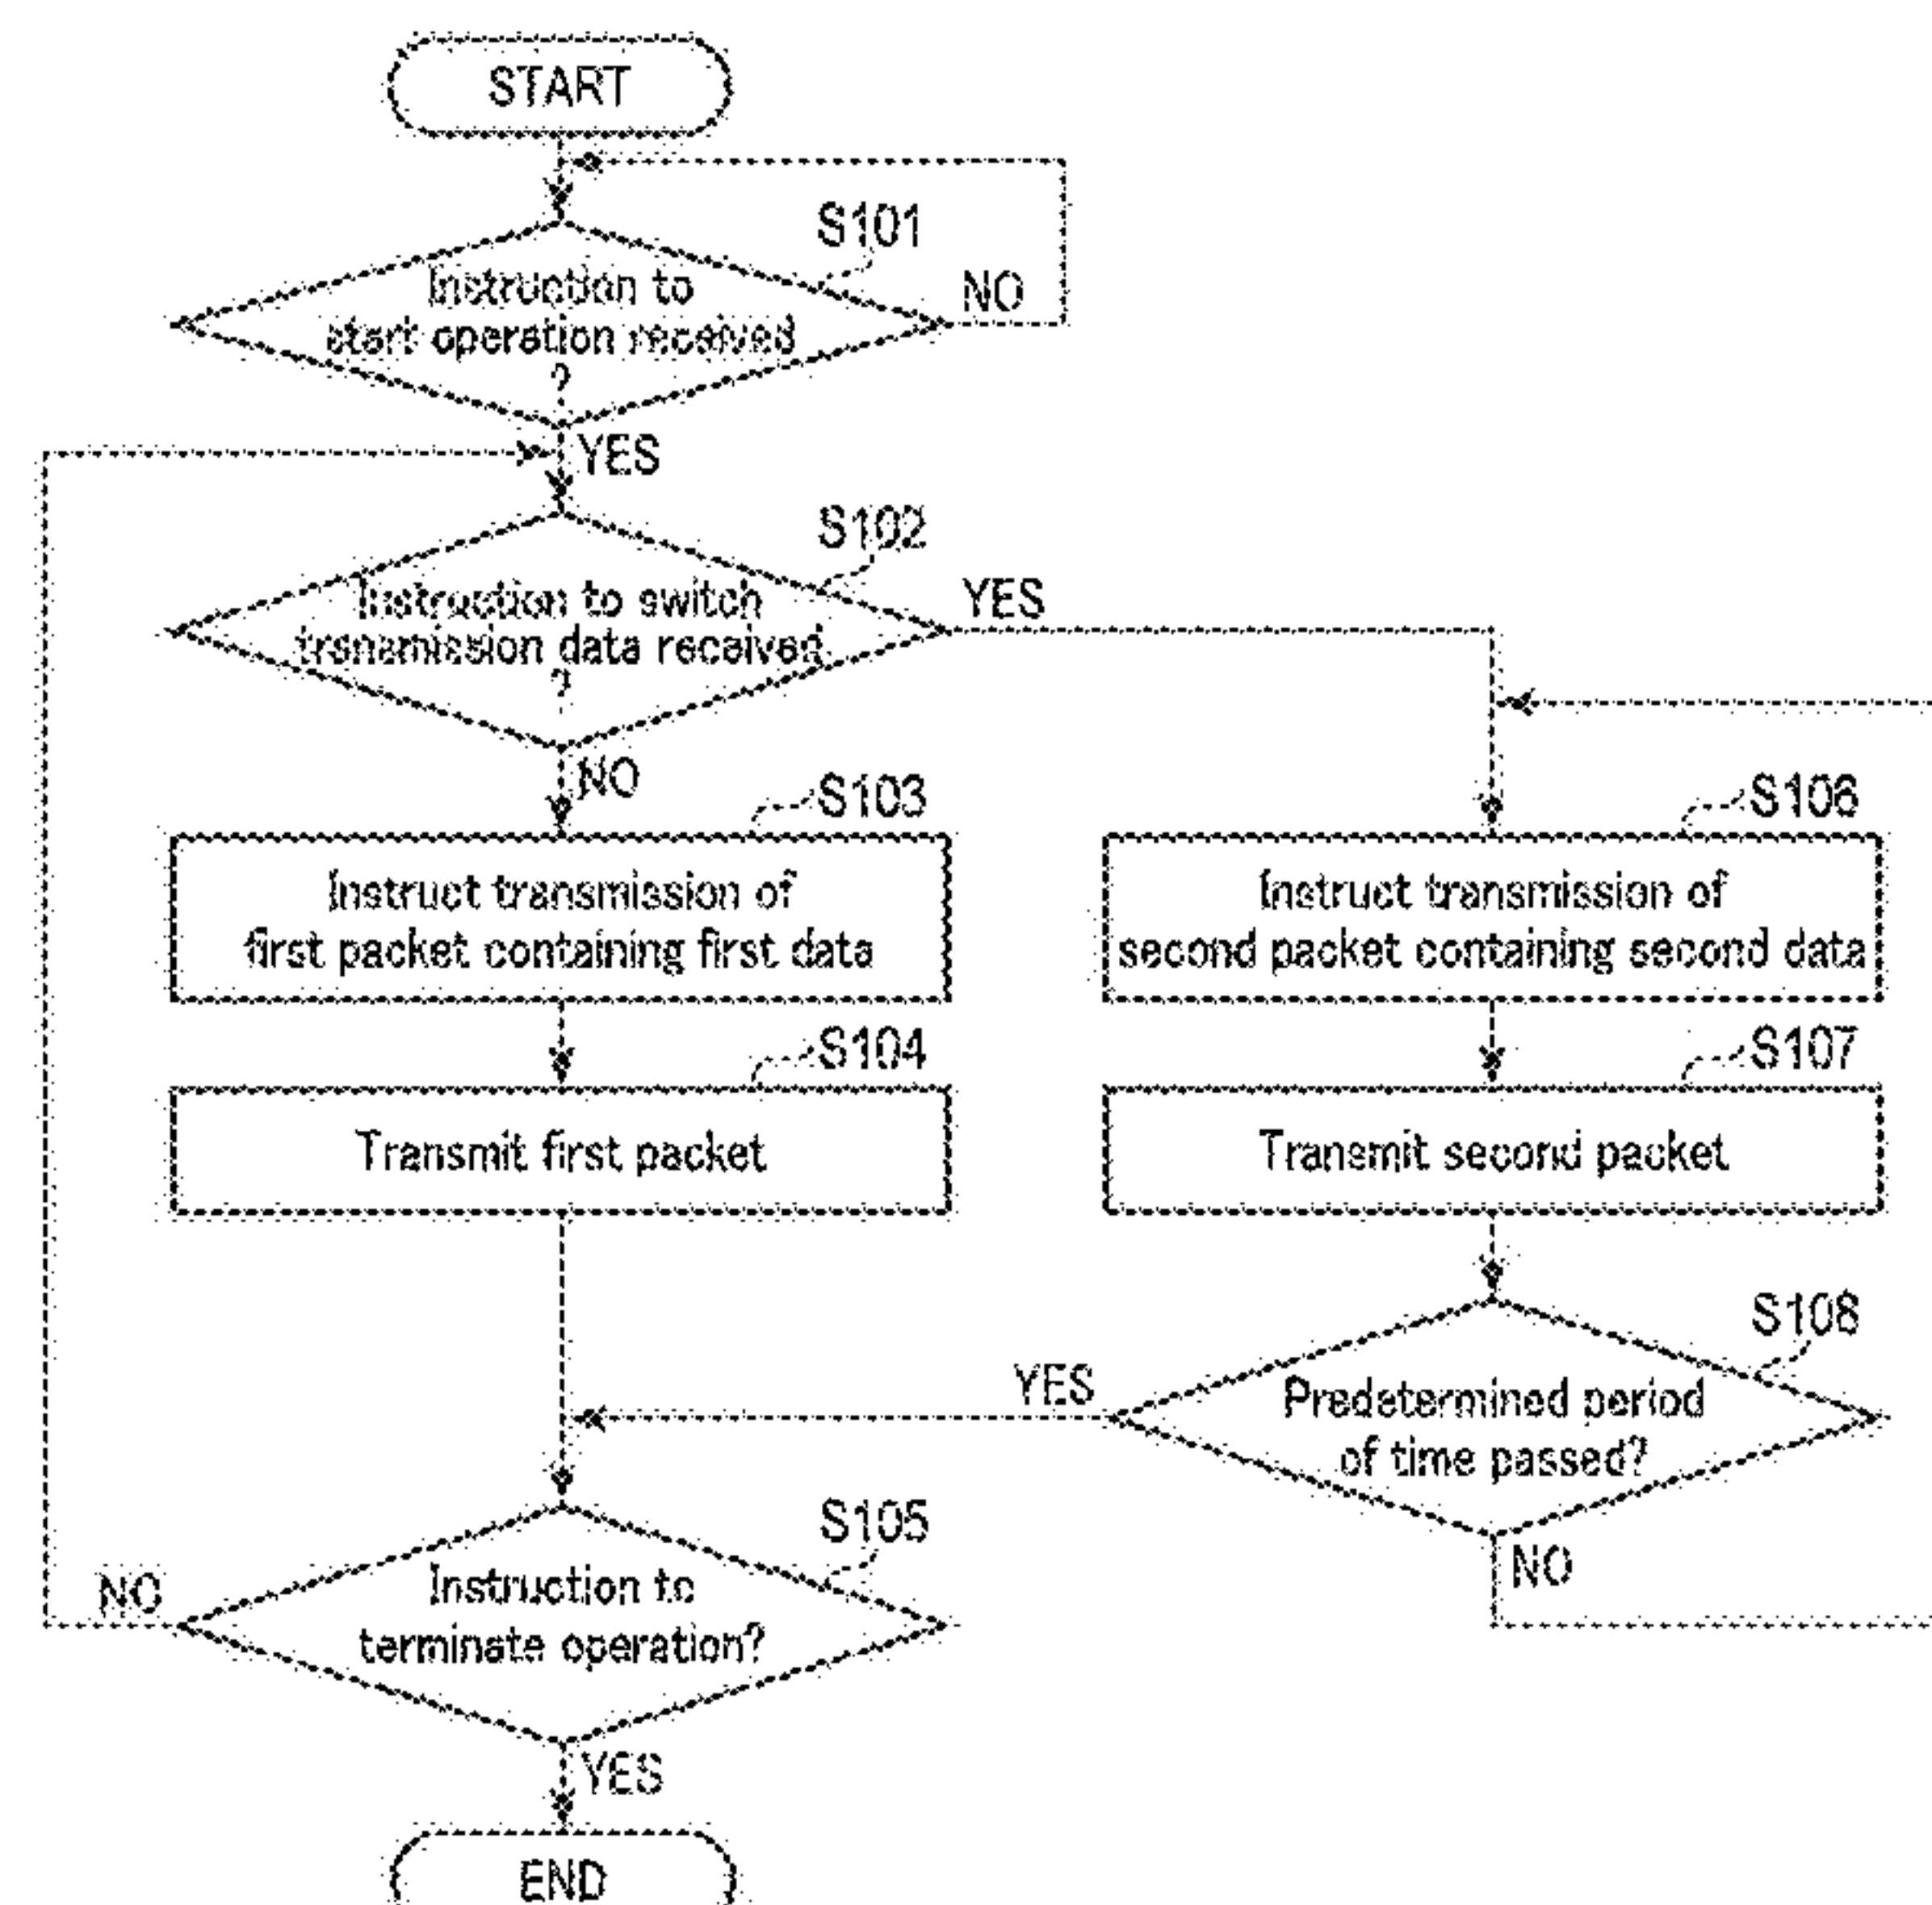 START
S101
Instruction to
start operation received
?
NO
YES
S102
Instruction to switch
transmission data received
?
YES
NO
S103
Instruct transmission of
first packet containing first data
S106
Instruct transmission of
second packet containing second data
S104
Transmit first packet
S107
Transmit second packet
S108
Predetermined period
of time passed?
YES
NO
S105
Instruction to
terminate operation?
NO
YES
END